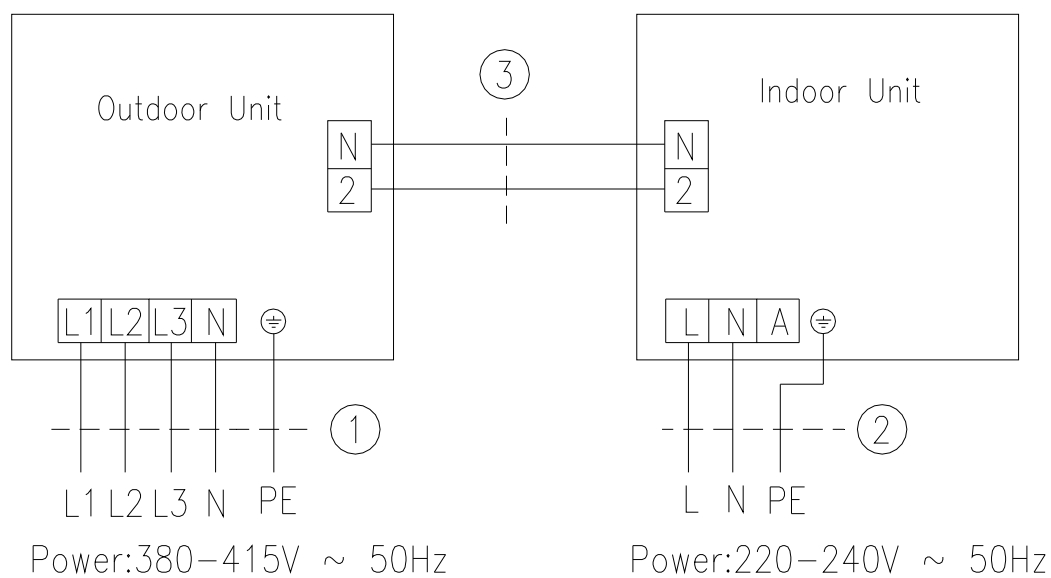 Outdoor Unit
Indoor Unit
3
N N
2 2
L1 L2 L3 N
L N A
1
2
L1 L2 L3 N PE
L N PE
Power:380-415V ~ 50Hz
Power:220-240V ~ 50Hz